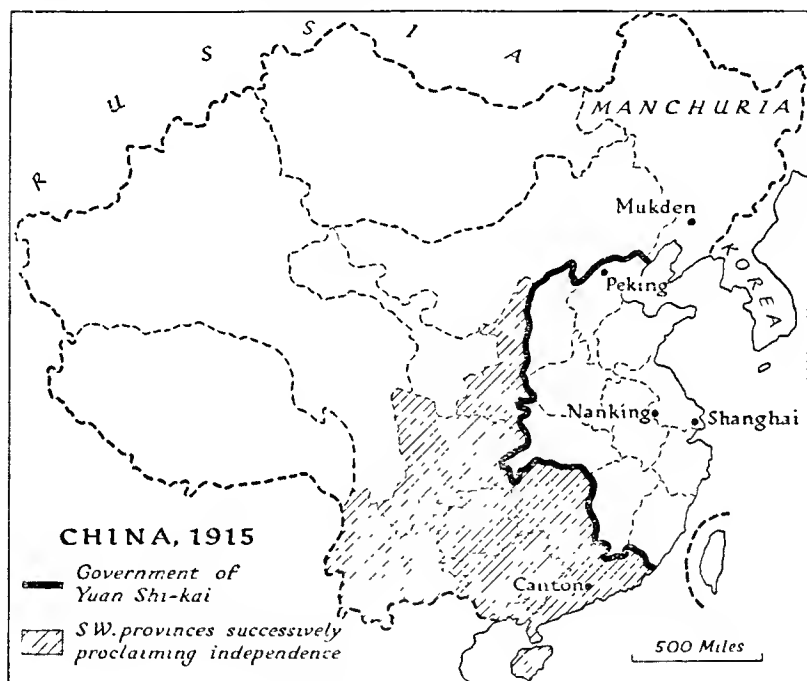 RUSSIA
MANCHURIA
Mukden
KOREA
Peking
Nanking
Shanghai
Canton
CHINA, 1915
Government of
Yuan Shi-kai
S.W. provinces successively
proclaiming independence
500 Miles